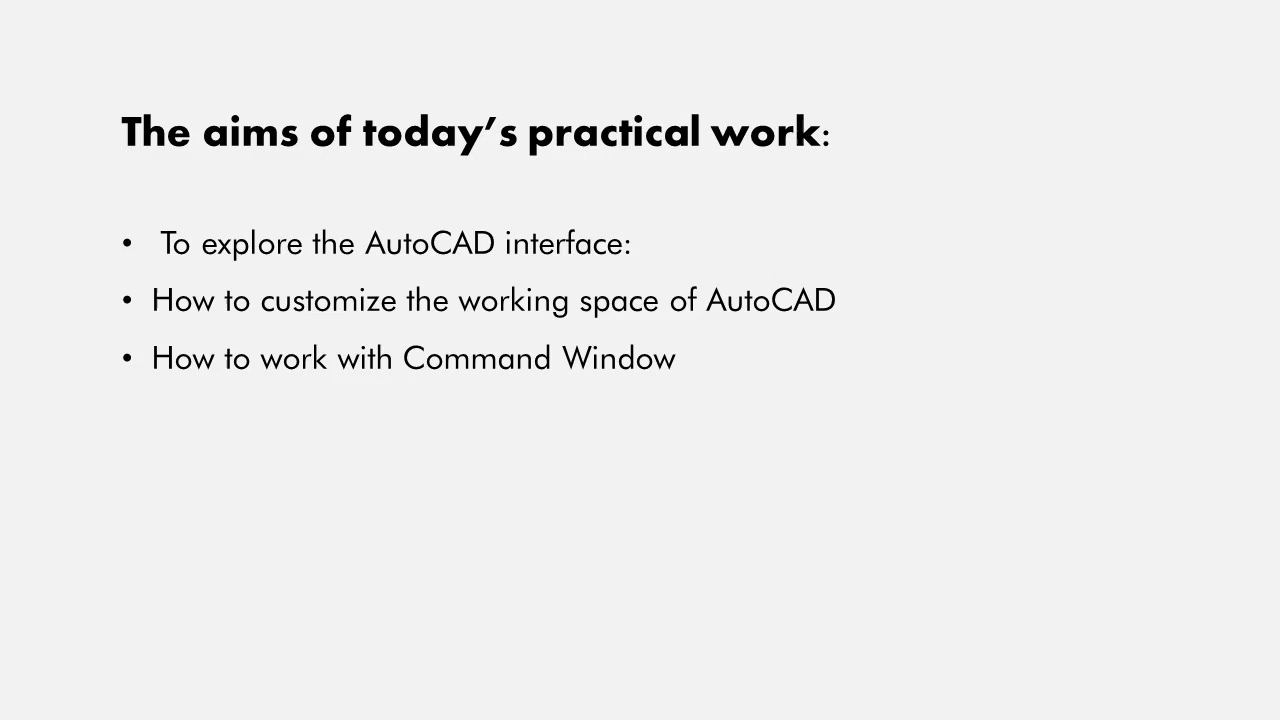 The aims of today’s practical work:
• To explore the AutoCAD interface:
• How to customize the working space of AutoCAD
• How to work with Command Window